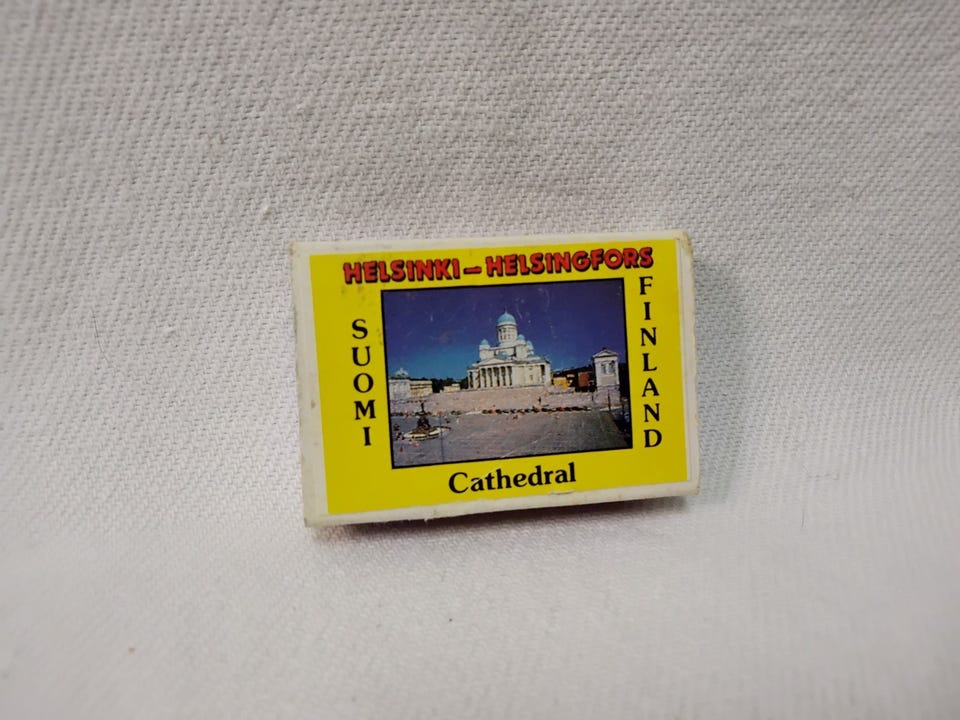 HELSINKI – HELSINGFORS
SUOMI
FINLAND
Cathedral